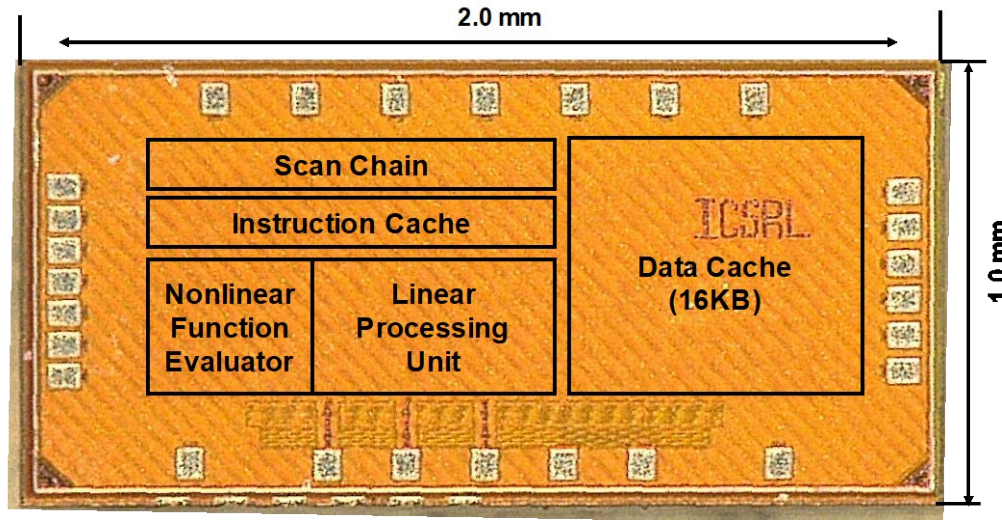 2.0 mm
Scan Chain
Instruction Cache
ICSRL
Data Cache
(16KB)
Nonlinear
Function
Evaluator
Linear
Processing
Unit
1.0 mm